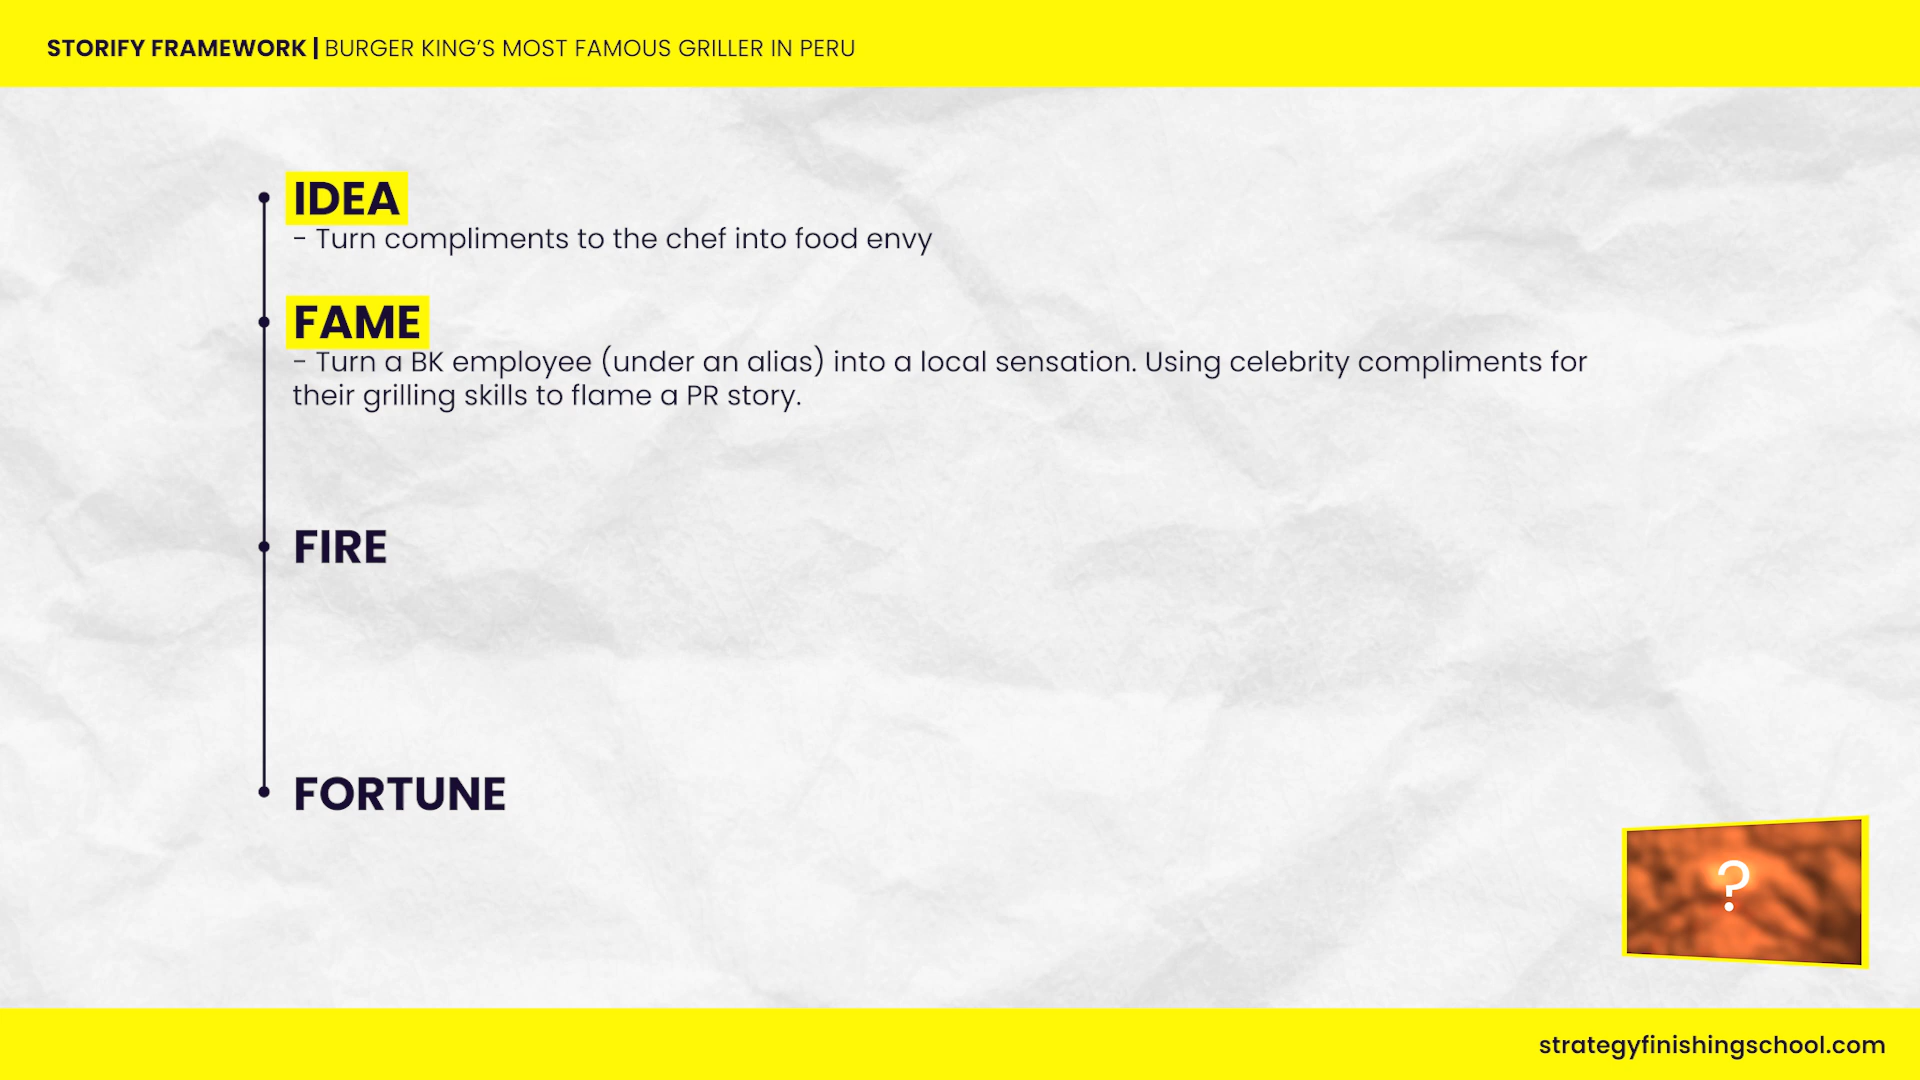 STORIFY FRAMEWORK | BURGER KING’S MOST FAMOUS GRILLER IN PERU
IDEA
- Turn compliments to the chef into food envy
FAME
- Turn a BK employee (under an alias) into a local sensation. Using celebrity compliments for
their grilling skills to flame a PR story.
FIRE
FORTUNE
?
strategyfinishingschool.com